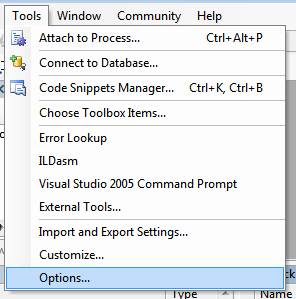 Tools Window Community Help
Attach to Process... Ctrl+Alt+P
Connect to Database...
Code Snippets Manager... Ctrl+K, Ctrl+B
Choose Toolbox Items...
Error Lookup
ILDasm
Visual Studio 2005 Command Prompt
External Tools...
Import and Export Settings...
Customize...
Options...
Type Name